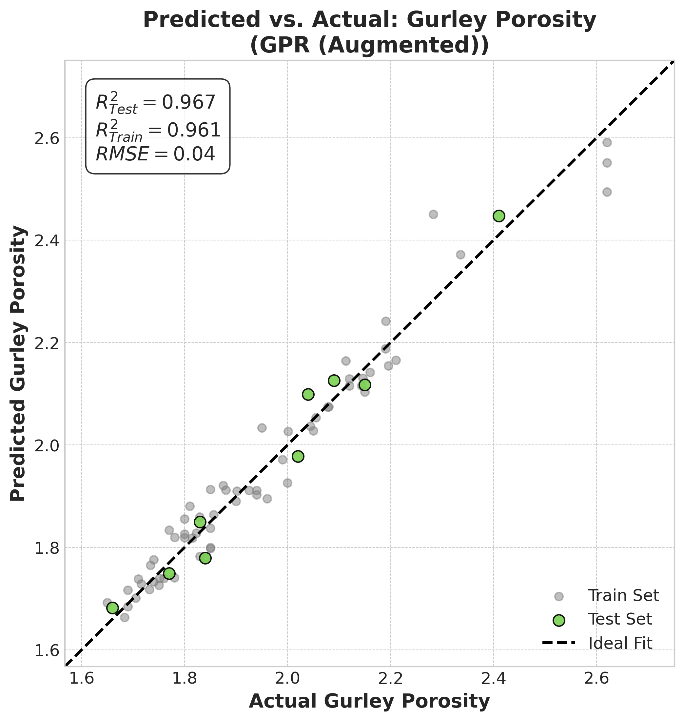 Predicted vs. Actual: Gurley Porosity
(GPR (Augmented))
R²_Test = 0.967
R²_Train = 0.961
RMSE = 0.04
Predicted Gurley Porosity
2.6
2.4
2.2
2.0
1.8
1.6
Train Set
Test Set
Ideal Fit
1.6 1.8 2.0 2.2 2.4 2.6
Actual Gurley Porosity